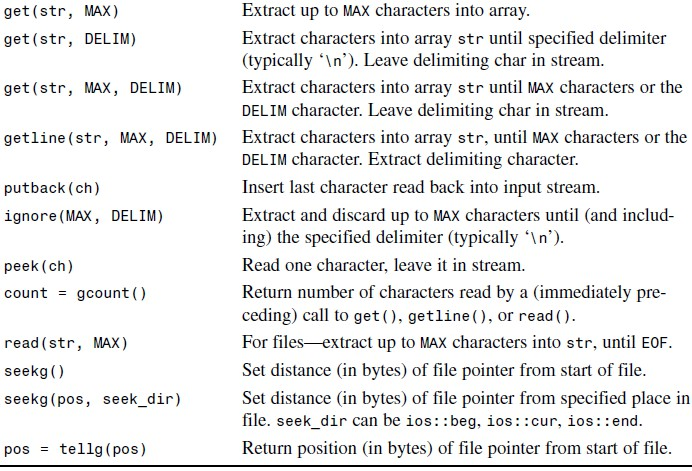 get(str, MAX) Extract up to MAX characters into array.
get(str, DELIM) Extract characters into array str until specified delimiter
(typically ‘\n’). Leave delimiting char in stream.
get(str, MAX, DELIM) Extract characters into array str until MAX characters or the
DELIM character. Leave delimiting char in stream.
getline(str, MAX, DELIM) Extract characters into array str, until MAX characters or the
DELIM character. Extract delimiting character.
putback(ch) Insert last character read back into input stream.
ignore(MAX, DELIM) Extract and discard up to MAX characters until (and includ-
ing) the specified delimiter (typically ‘\n’).
peek(ch) Read one character, leave it in stream.
count = gcount() Return number of characters read by a (immediately pre-
ceding) call to get(), getline(), or read().
read(str, MAX) For files—extract up to MAX characters into str, until EOF.
seekg() Set distance (in bytes) of file pointer from start of file.
seekg(pos, seek_dir) Set distance (in bytes) of file pointer from specified place in
file. seek_dir can be ios::beg, ios::cur, ios::end.
pos = tellg(pos) Return position (in bytes) of file pointer from start of file.